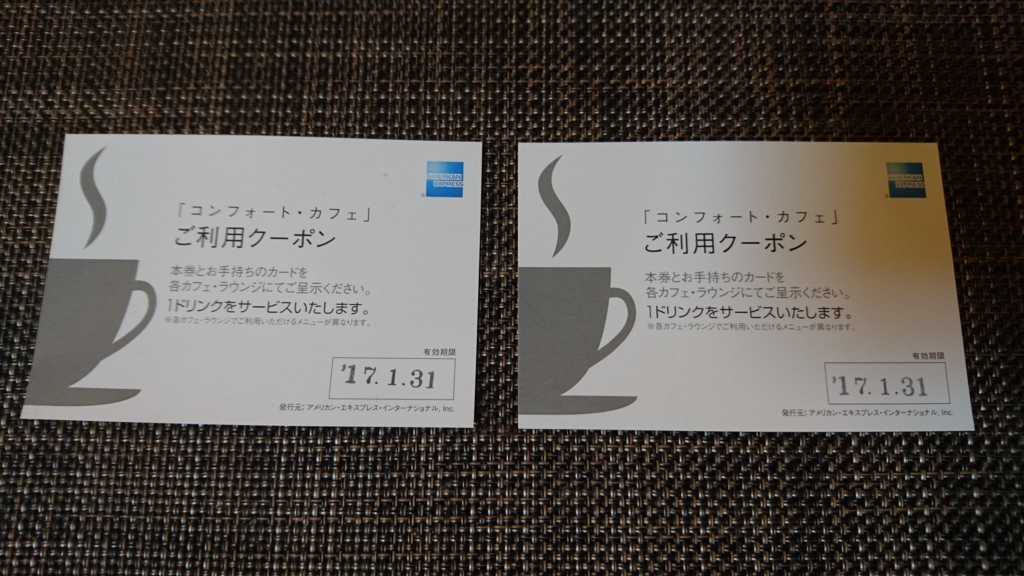 AMERICAN
EXPRESS
「コンフォート・カフェ」
ご利用クーポン
本券とお手持ちのカードを
各カフェ・ラウンジにてご呈示ください。
1ドリンクをサービスいたします。
※各カフェ・ラウンジでご利用いただけるメニューが異なります。
有効期限
'17.1.31
発行元：アメリカン・エキスプレス・インターナショナル, Inc.
AMERICAN
EXPRESS
「コンフォート・カフェ」
ご利用クーポン
本券とお手持ちのカードを
各カフェ・ラウンジにてご呈示ください。
1ドリンクをサービスいたします。
※各カフェ・ラウンジでご利用いただけるメニューが異なります。
有効期限
'17.1.31
発行元：アメリカン・エキスプレス・インターナショナル, Inc.